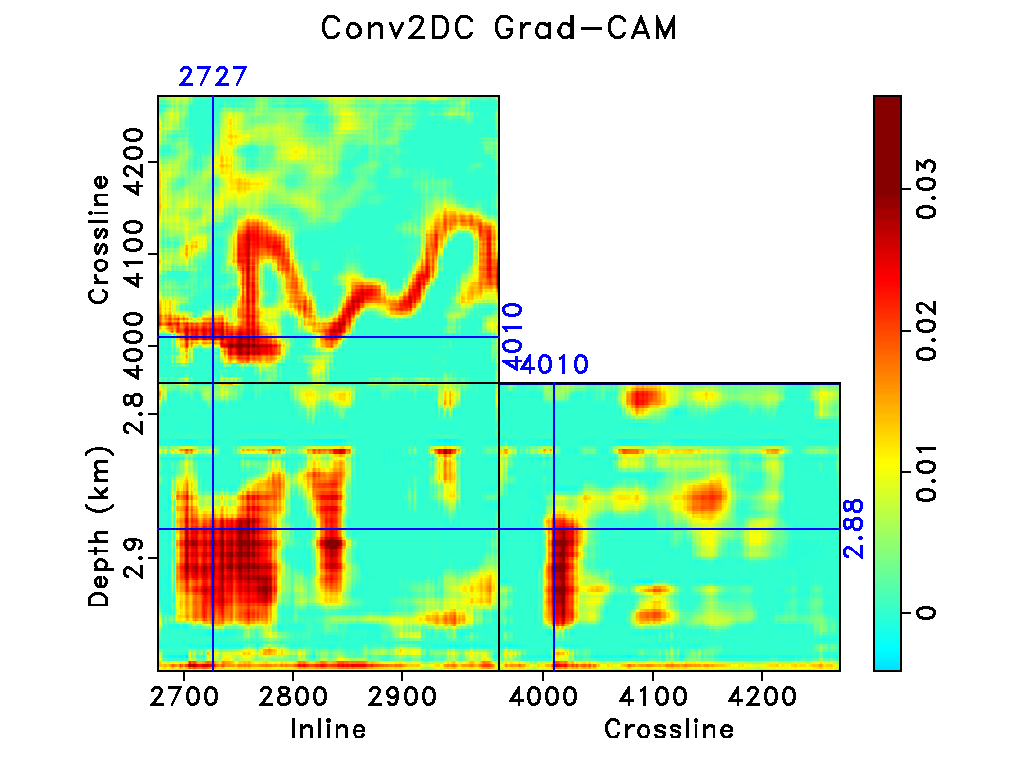 Conv2DC Grad-CAM
2727
4200
4100
4000
Crossline
4010
4010
2.8
2.9
Depth (km)
2.88
2700 2800 2900
Inline
4000 4100 4200
Crossline
0.03
0.02
0.01
0